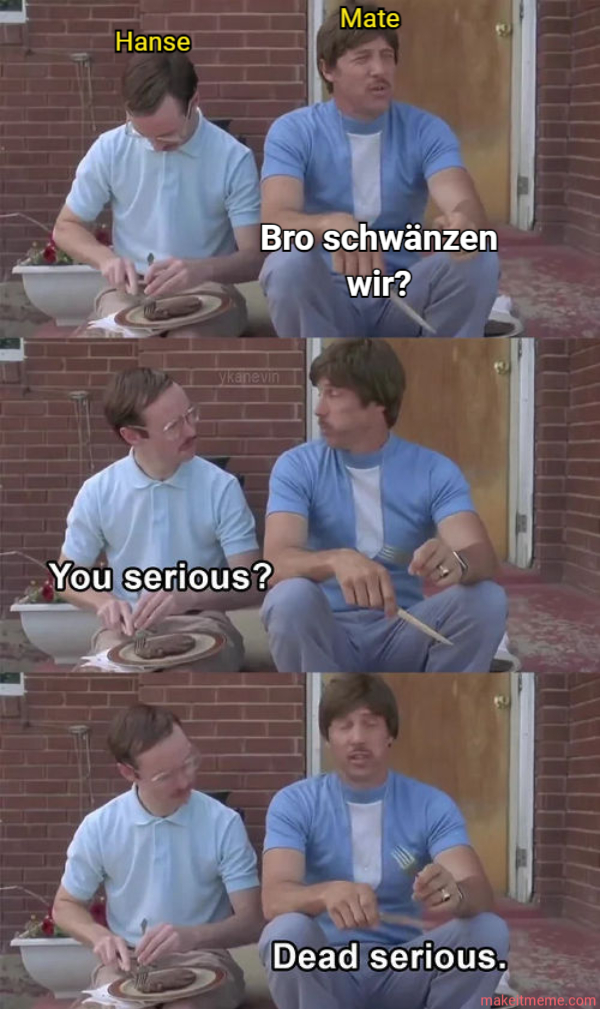 Hanse
Mate
Bro schwänzen
wir?
ykanevin
You serious?
Dead serious.
makeitmeme.com